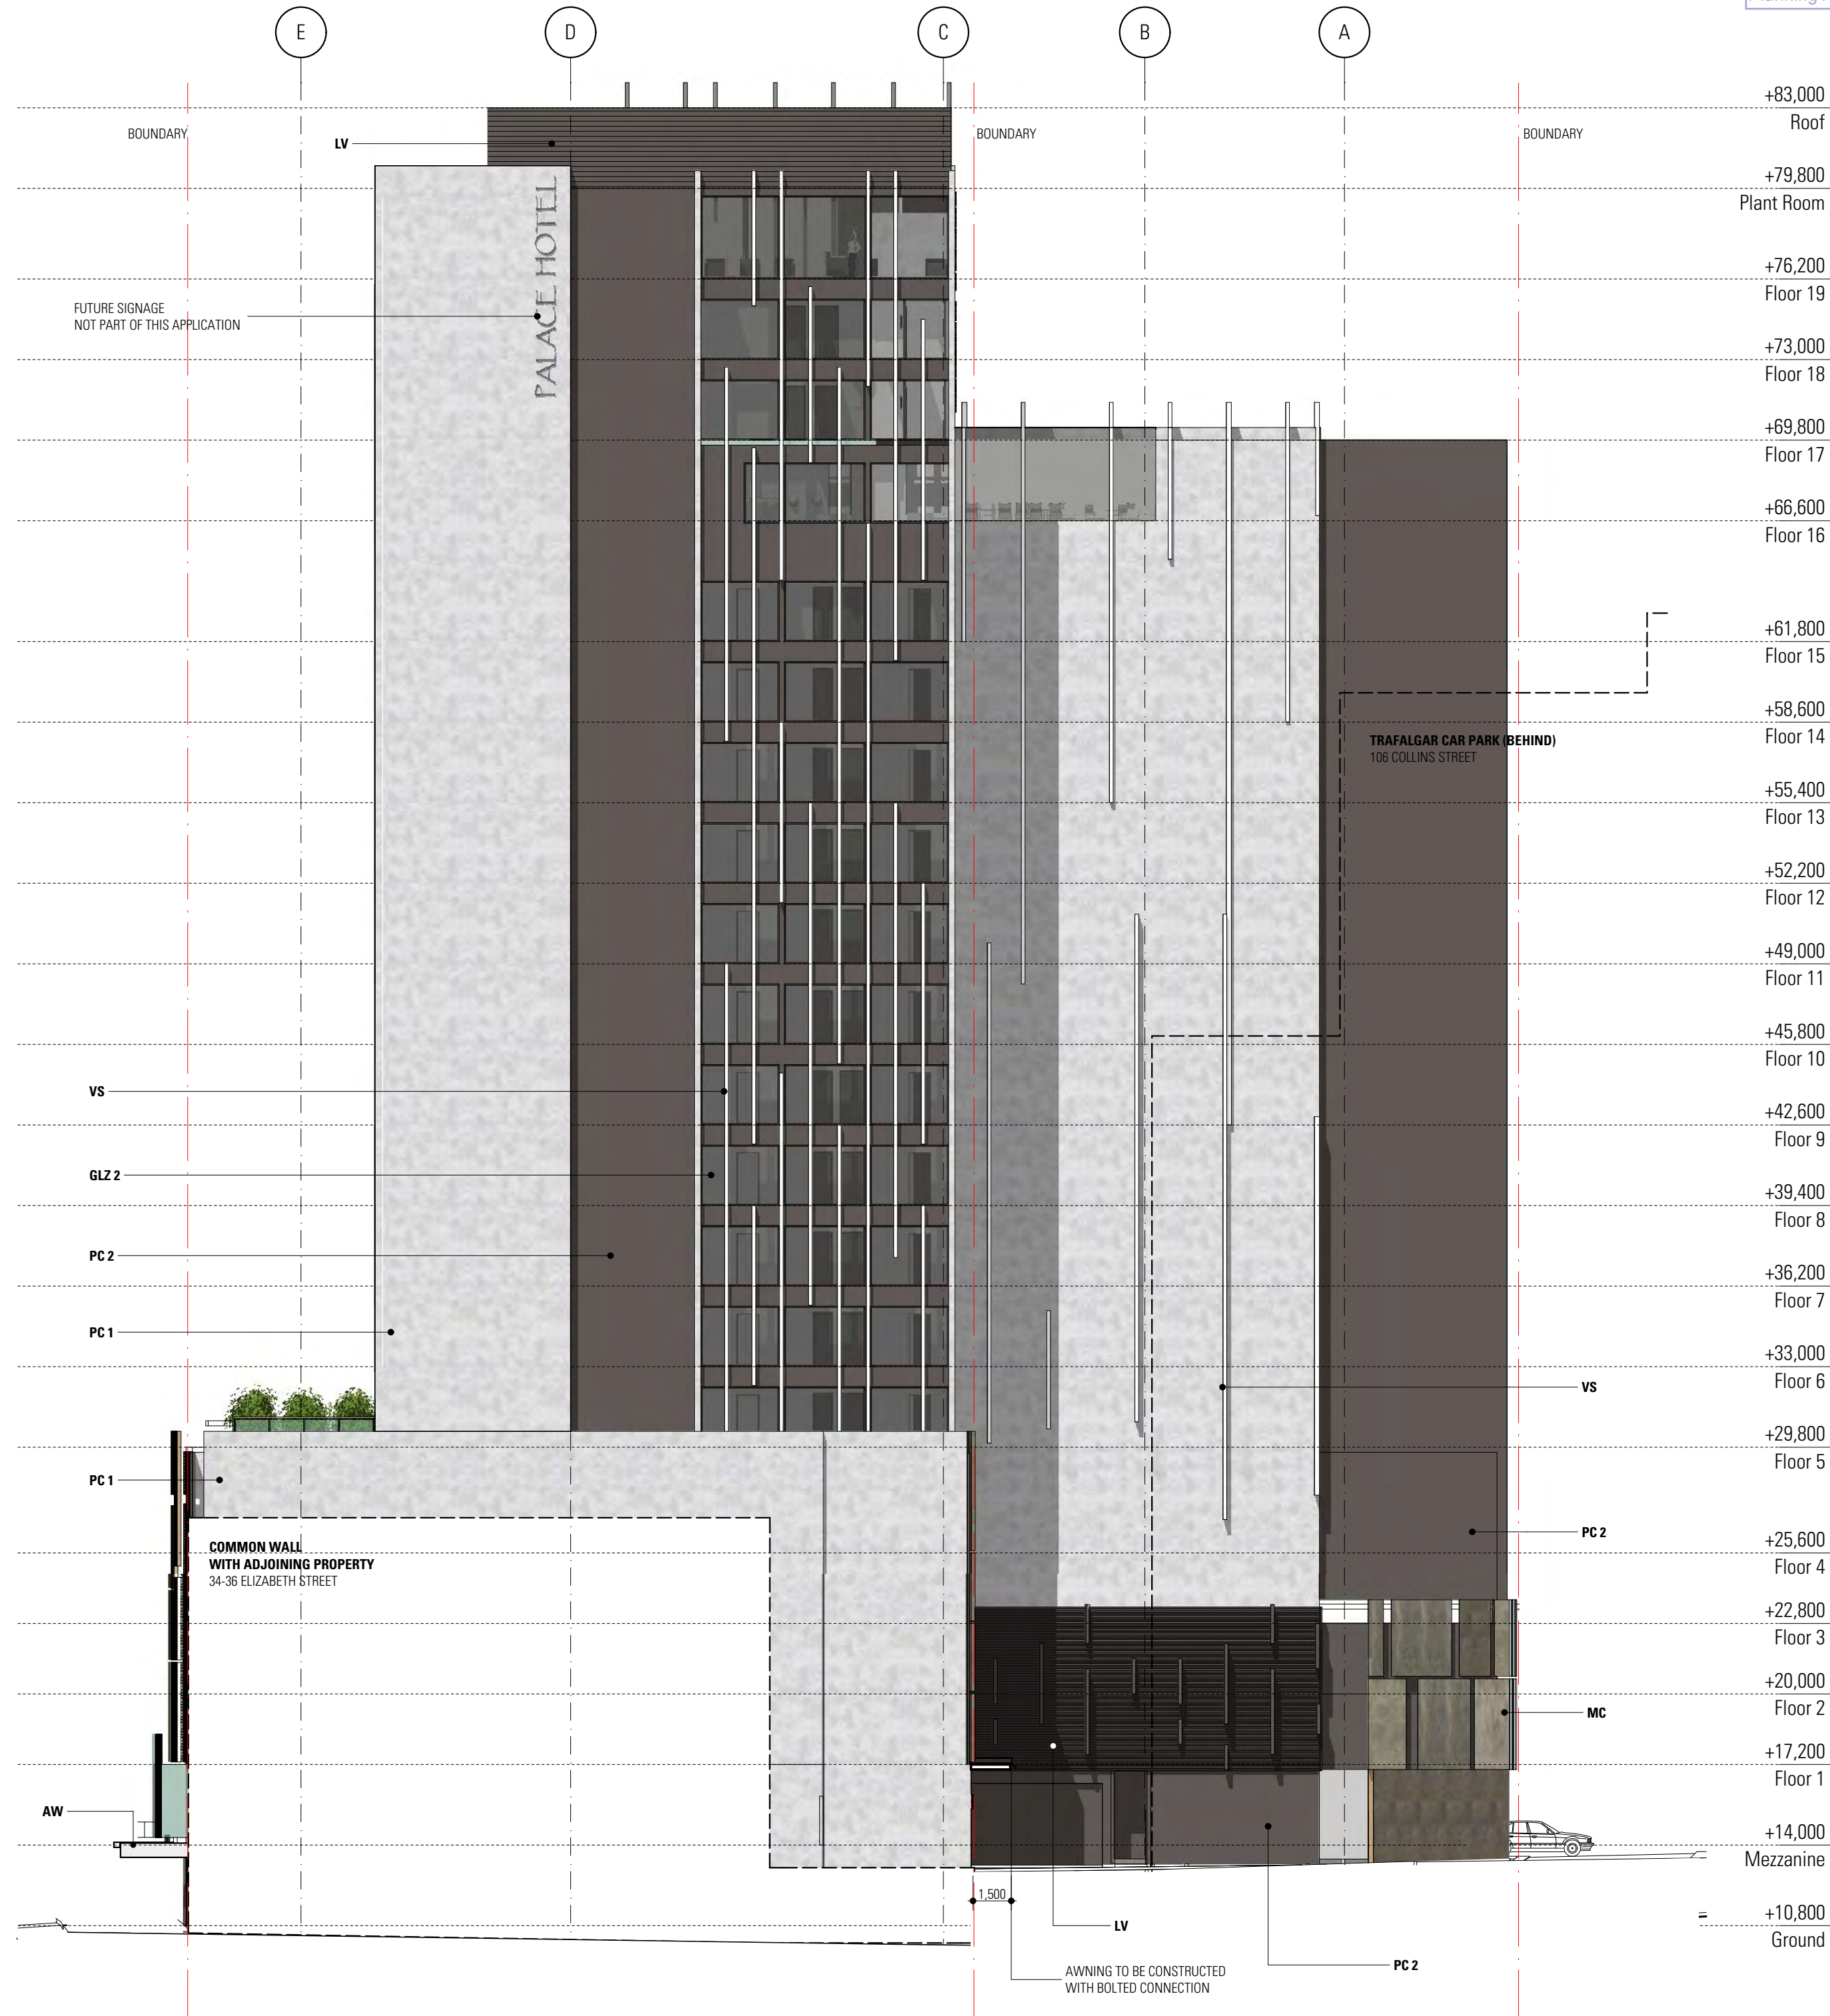 E
D
C
B
A
+83,000
Roof
BOUNDARY
BOUNDARY
BOUNDARY
LV
+79,800
Plant Room
PALACE HOTEL
+76,200
Floor 19
FUTURE SIGNAGE
NOT PART OF THIS APPLICATION
+73,000
Floor 18
+69,800
Floor 17
+66,600
Floor 16
+61,800
Floor 15
+58,600
Floor 14
TRAFALGAR CAR PARK (BEHIND)
106 COLLINS STREET
+55,400
Floor 13
+52,200
Floor 12
+49,000
Floor 11
+45,800
Floor 10
VS
+42,600
Floor 9
GLZ 2
+39,400
Floor 8
PC 2
+36,200
Floor 7
PC 1
+33,000
Floor 6
VS
+29,800
Floor 5
PC 1
PC 2
COMMON WALL
WITH ADJOINING PROPERTY
34-36 ELIZABETH STREET
+25,600
Floor 4
+22,800
Floor 3
+20,000
Floor 2
MC
+17,200
Floor 1
AW
+14,000
Mezzanine
1,500
LV
+10,800
Ground
PC 2
AWNING TO BE CONSTRUCTED
WITH BOLTED CONNECTION